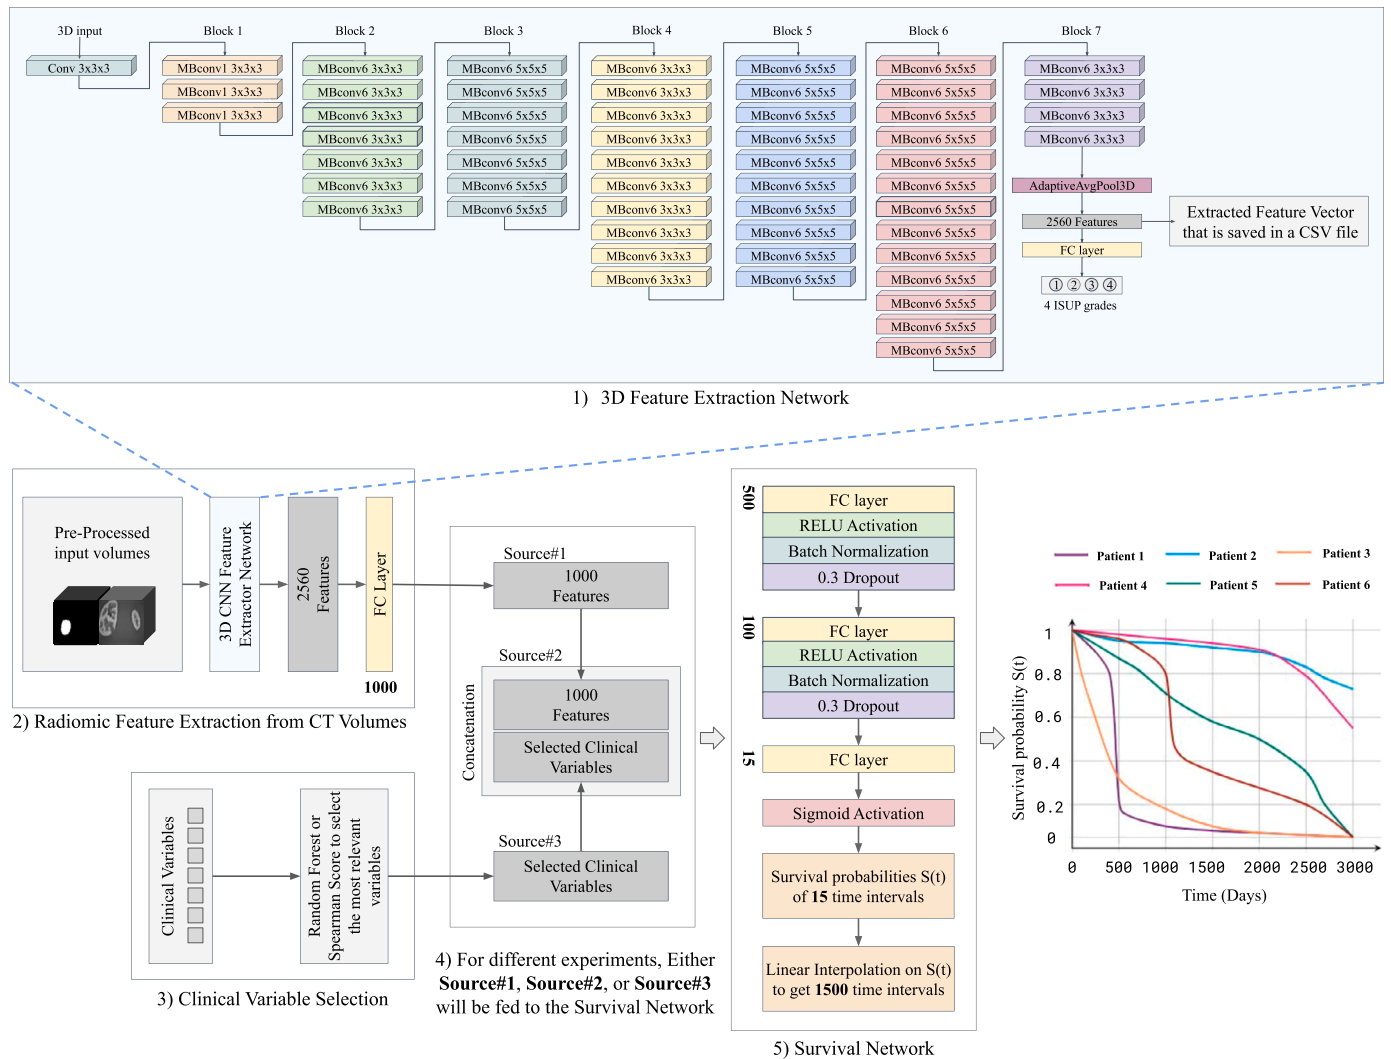 3D input
Conv 3x3x3
Block 1
MBconv1 3x3x3
MBconv1 3x3x3
MBconv1 3x3x3
Block 2
MBconv6 3x3x3
MBconv6 3x3x3
MBconv6 3x3x3
MBconv6 3x3x3
MBconv6 3x3x3
MBconv6 3x3x3
MBconv6 3x3x3
Block 3
MBconv6 5x5x5
MBconv6 5x5x5
MBconv6 5x5x5
MBconv6 5x5x5
MBconv6 5x5x5
MBconv6 5x5x5
MBconv6 5x5x5
Block 4
MBconv6 3x3x3
MBconv6 3x3x3
MBconv6 3x3x3
MBconv6 3x3x3
MBconv6 3x3x3
MBconv6 3x3x3
MBconv6 3x3x3
MBconv6 3x3x3
MBconv6 3x3x3
MBconv6 3x3x3
Block 5
MBconv6 5x5x5
MBconv6 5x5x5
MBconv6 5x5x5
MBconv6 5x5x5
MBconv6 5x5x5
MBconv6 5x5x5
MBconv6 5x5x5
MBconv6 5x5x5
MBconv6 5x5x5
MBconv6 5x5x5
Block 6
MBconv6 5x5x5
MBconv6 5x5x5
MBconv6 5x5x5
MBconv6 5x5x5
MBconv6 5x5x5
MBconv6 5x5x5
MBconv6 5x5x5
MBconv6 5x5x5
MBconv6 5x5x5
MBconv6 5x5x5
MBconv6 5x5x5
MBconv6 5x5x5
MBconv6 5x5x5
Block 7
MBconv6 3x3x3
MBconv6 3x3x3
MBconv6 3x3x3
MBconv6 3x3x3
AdaptiveAvgPool3D
2560 Features
FC layer
① ② ③ ④
4 ISUP grades
Extracted Feature Vector
that is saved in a CSV file
1) 3D Feature Extraction Network
Pre-Processed
input volumes
3D CNN Feature
Extractor Network
2560
Features
FC Layer
1000
2) Radiomic Feature Extraction from CT Volumes
Clinical Variables
Random Forest or
Spearman Score to select
the most relevant
variables
3) Clinical Variable Selection
Source#1
1000
Features
Source#2
Concatenation
1000
Features
Selected Clinical
Variables
Source#3
Selected Clinical
Variables
4) For different experiments, Either
Source#1, Source#2, or Source#3
will be fed to the Survival Network
500
FC layer
RELU Activation
Batch Normalization
0.3 Dropout
100
FC layer
RELU Activation
Batch Normalization
0.3 Dropout
15
FC layer
Sigmoid Activation
Survival probabilities S(t)
of 15 time intervals
Linear Interpolation on S(t)
to get 1500 time intervals
5) Survival Network
Patient 1
Patient 2
Patient 3
Patient 4
Patient 5
Patient 6
Survival probability S(t)
1
0.8
0.6
0.4
0.2
0
0 500 1000 1500 2000 2500 3000
Time (Days)